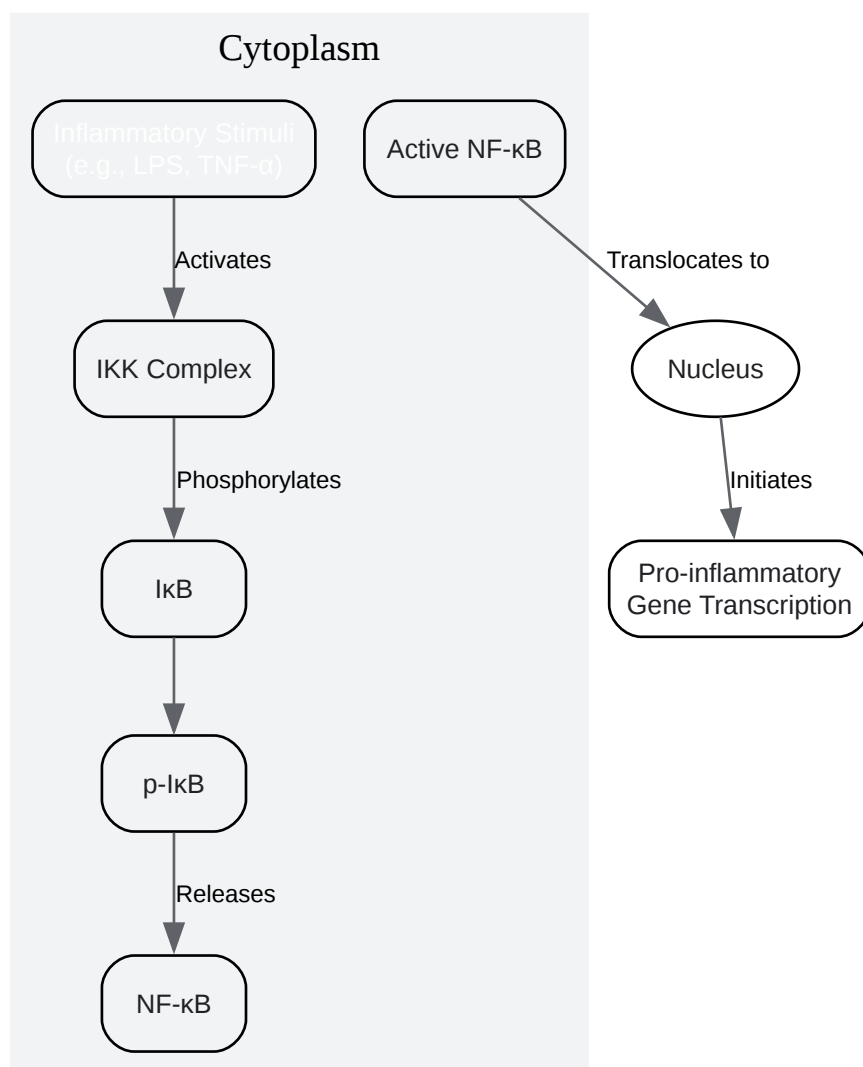 Cytoplasm
Inflammatory Stimuli
(e.g., LPS, TNF-α)
Active NF-κB
Activates
Translocates to
IKK Complex
Nucleus
Phosphorylates
Initiates
IκB
Pro-inflammatory
Gene Transcription
p-IκB
Releases
NF-κB